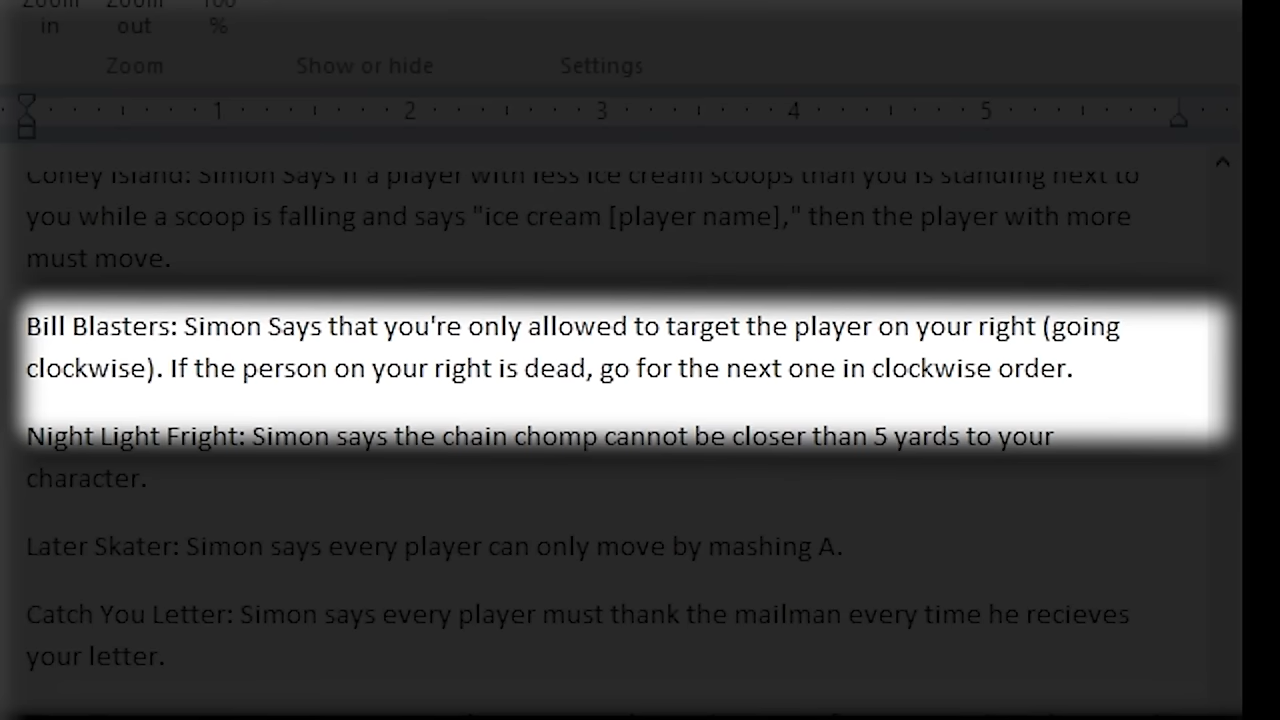 Zoom Zoom 100
in out %
Zoom Show or hide Settings
1 2 3 4 5
Coney Island: Simon Says if a player with less ice cream scoops than you is standing next to
you while a scoop is falling and says "ice cream [player name]," then the player with more
must move.
Bill Blasters: Simon Says that you're only allowed to target the player on your right (going
clockwise). If the person on your right is dead, go for the next one in clockwise order.
Night Light Fright: Simon says the chain chomp cannot be closer than 5 yards to your
character.
Later Skater: Simon says every player can only move by mashing A.
Catch You Letter: Simon says every player must thank the mailman every time he recieves
your letter.